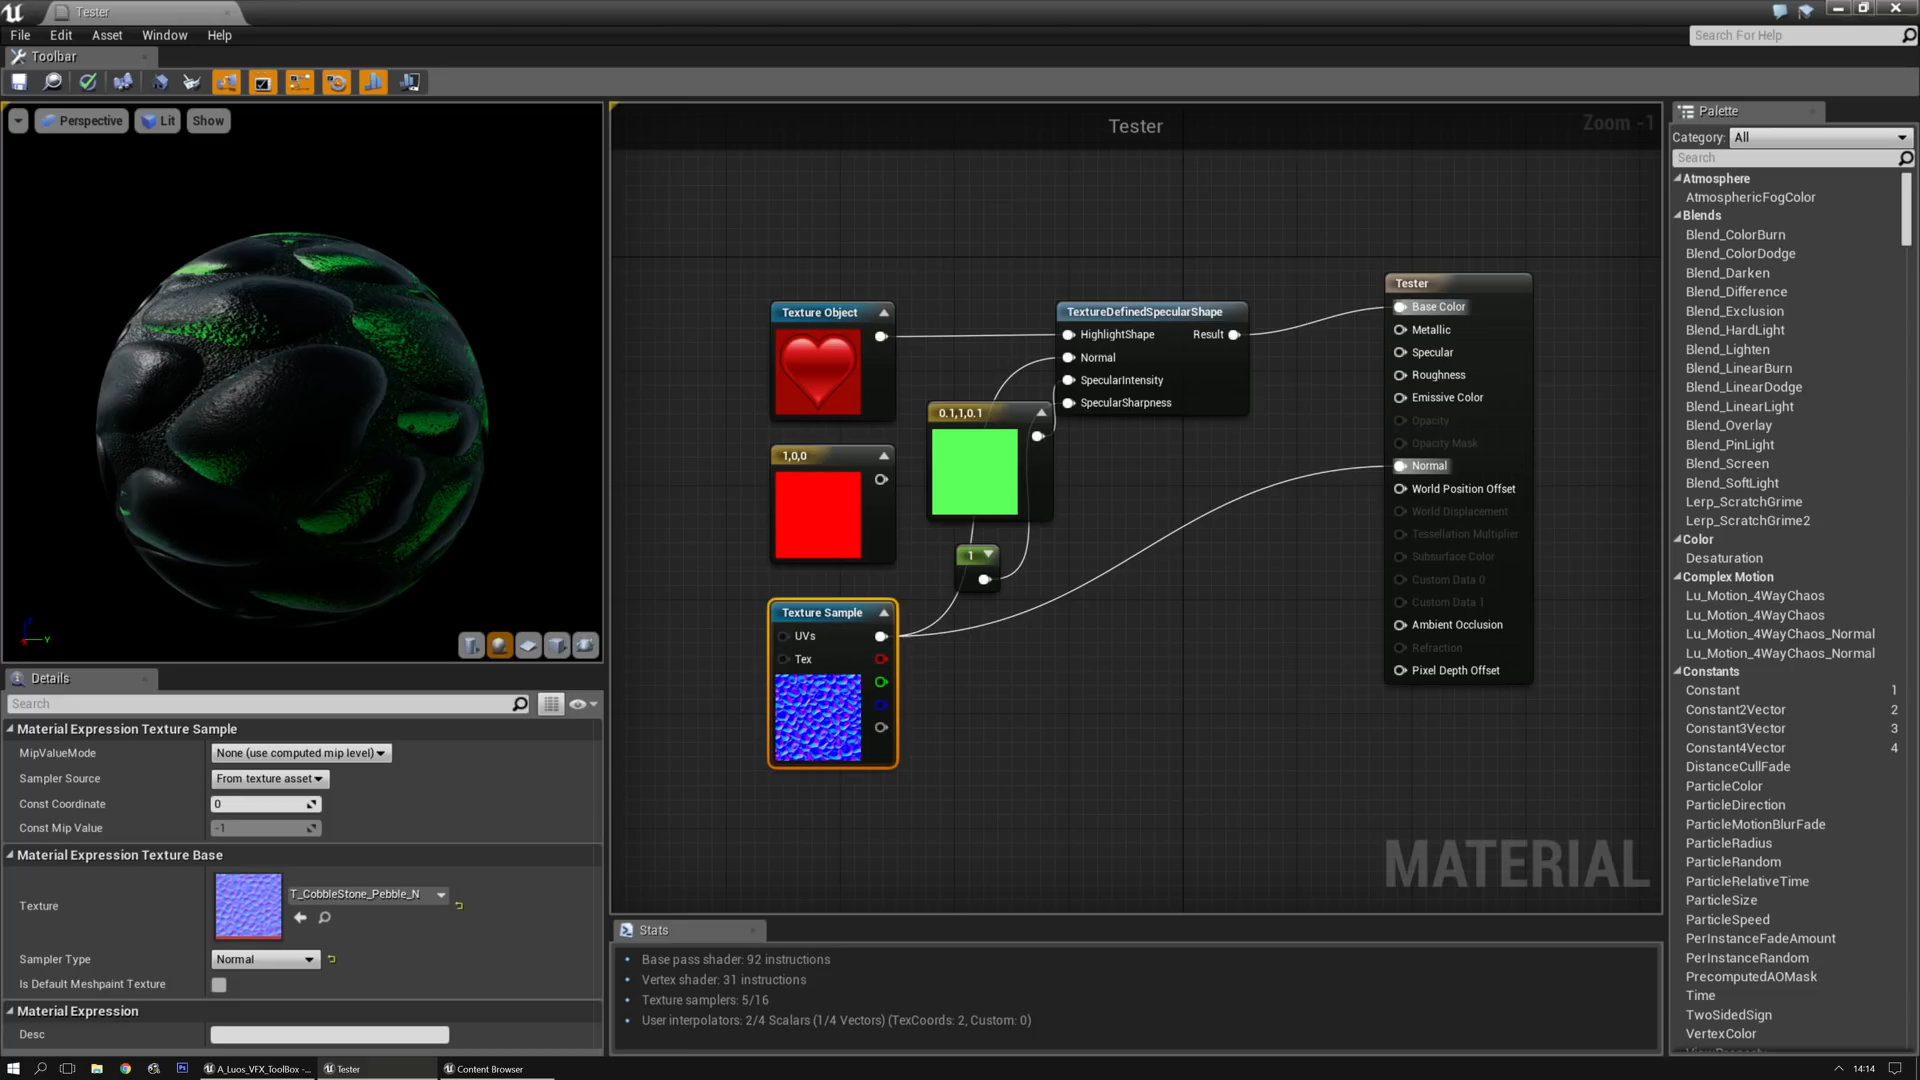 Tester
File Edit Asset Window Help
Search For Help
Toolbar
Perspective Lit Show
Tester
Zoom -1
Texture Object
1,0,0
0.1,1,0.1
1
Texture Sample
UVs
Tex
TextureDefinedSpecularShape
HighlightShape Result
Normal
SpecularIntensity
SpecularSharpness
Tester
Base Color
Metallic
Specular
Roughness
Emissive Color
Opacity
Opacity Mask
Normal
World Position Offset
World Displacement
Tessellation Multiplier
Subsurface Color
Custom Data 0
Custom Data 1
Ambient Occlusion
Refraction
Pixel Depth Offset
MATERIAL
Y
Palette
Category: All
Search
Atmosphere
AtmosphericFogColor
Blends
Blend_ColorBurn
Blend_ColorDodge
Blend_Darken
Blend_Difference
Blend_Exclusion
Blend_HardLight
Blend_Lighten
Blend_LinearBurn
Blend_LinearDodge
Blend_LinearLight
Blend_Overlay
Blend_PinLight
Blend_Screen
Blend_SoftLight
Lerp_ScratchGrime
Lerp_ScratchGrime2
Color
Desaturation
Complex Motion
Lu_Motion_4WayChaos
Lu_Motion_4WayChaos
Lu_Motion_4WayChaos_Normal
Lu_Motion_4WayChaos_Normal
Constants
Constant 1
Constant2Vector 2
Constant3Vector 3
Constant4Vector 4
DistanceCullFade
ParticleColor
ParticleDirection
ParticleMotionBlurFade
ParticleRadius
ParticleRandom
ParticleRelativeTime
ParticleSize
ParticleSpeed
PerInstanceFadeAmount
PerInstanceRandom
PrecomputedAOMask
Time
TwoSidedSign
VertexColor
Details
Search
Material Expression Texture Sample
MipValueMode None (use computed mip level)
Sampler Source From texture asset
Const Coordinate 0
Const Mip Value -1
Material Expression Texture Base
Texture T_CobbleStone_Pebble_N
Sampler Type Normal
Is Default Meshpaint Texture
Material Expression
Desc
Stats
Base pass shader: 92 instructions
Vertex shader: 31 instructions
Texture samplers: 5/16
User interpolators: 2/4 Scalars (1/4 Vectors) (TexCoords: 2, Custom: 0)
A_Luos_VFX_ToolBox -...
Tester
Content Browser
14:14